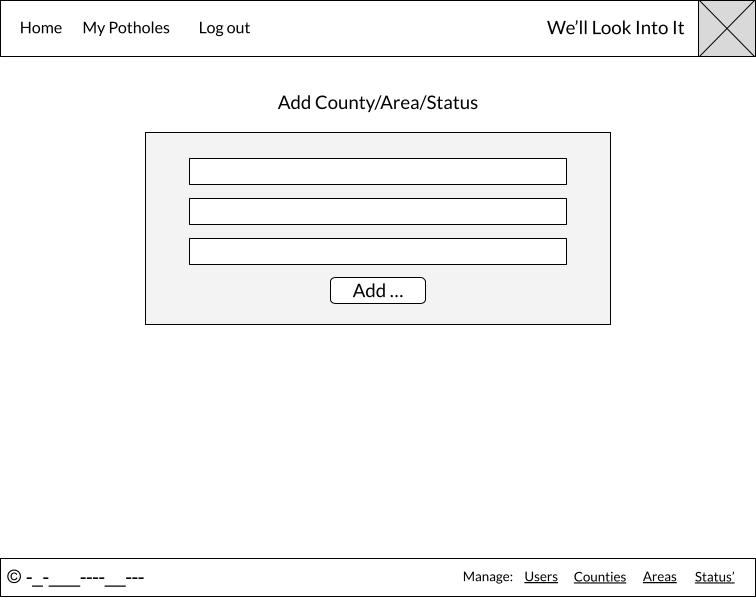 Home My Potholes Log out We'll Look Into It
Add County/Area/Status
Add ...
© -_-___----__--- Manage: Users Counties Areas Status'